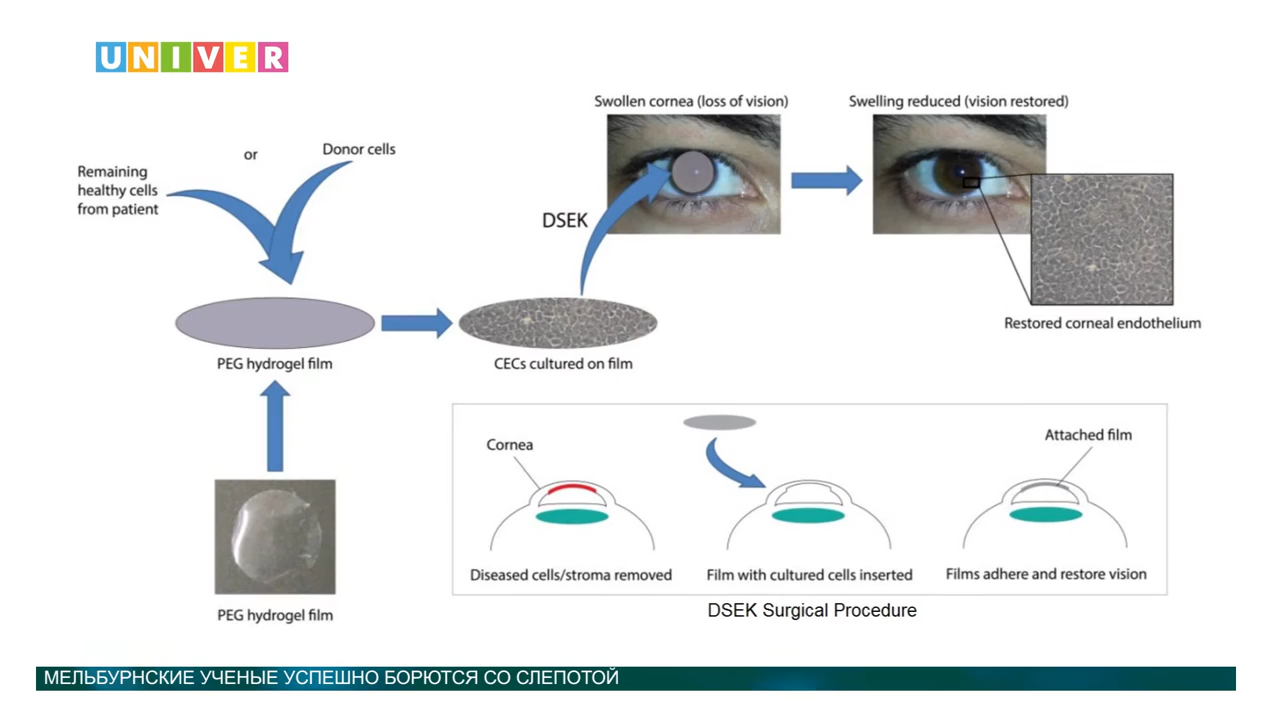 UNIVER
Swollen cornea (loss of vision)
Swelling reduced (vision restored)
or
Donor cells
Remaining
healthy cells
from patient
DSEK
Restored corneal endothelium
PEG hydrogel film
CECs cultured on film
Cornea
Attached film
Diseased cells/stroma removed
Film with cultured cells inserted
Films adhere and restore vision
PEG hydrogel film
DSEK Surgical Procedure
МЕЛЬБУРНСКИЕ УЧЕНЫЕ УСПЕШНО БОРЮТСЯ СО СЛЕПОТОЙ